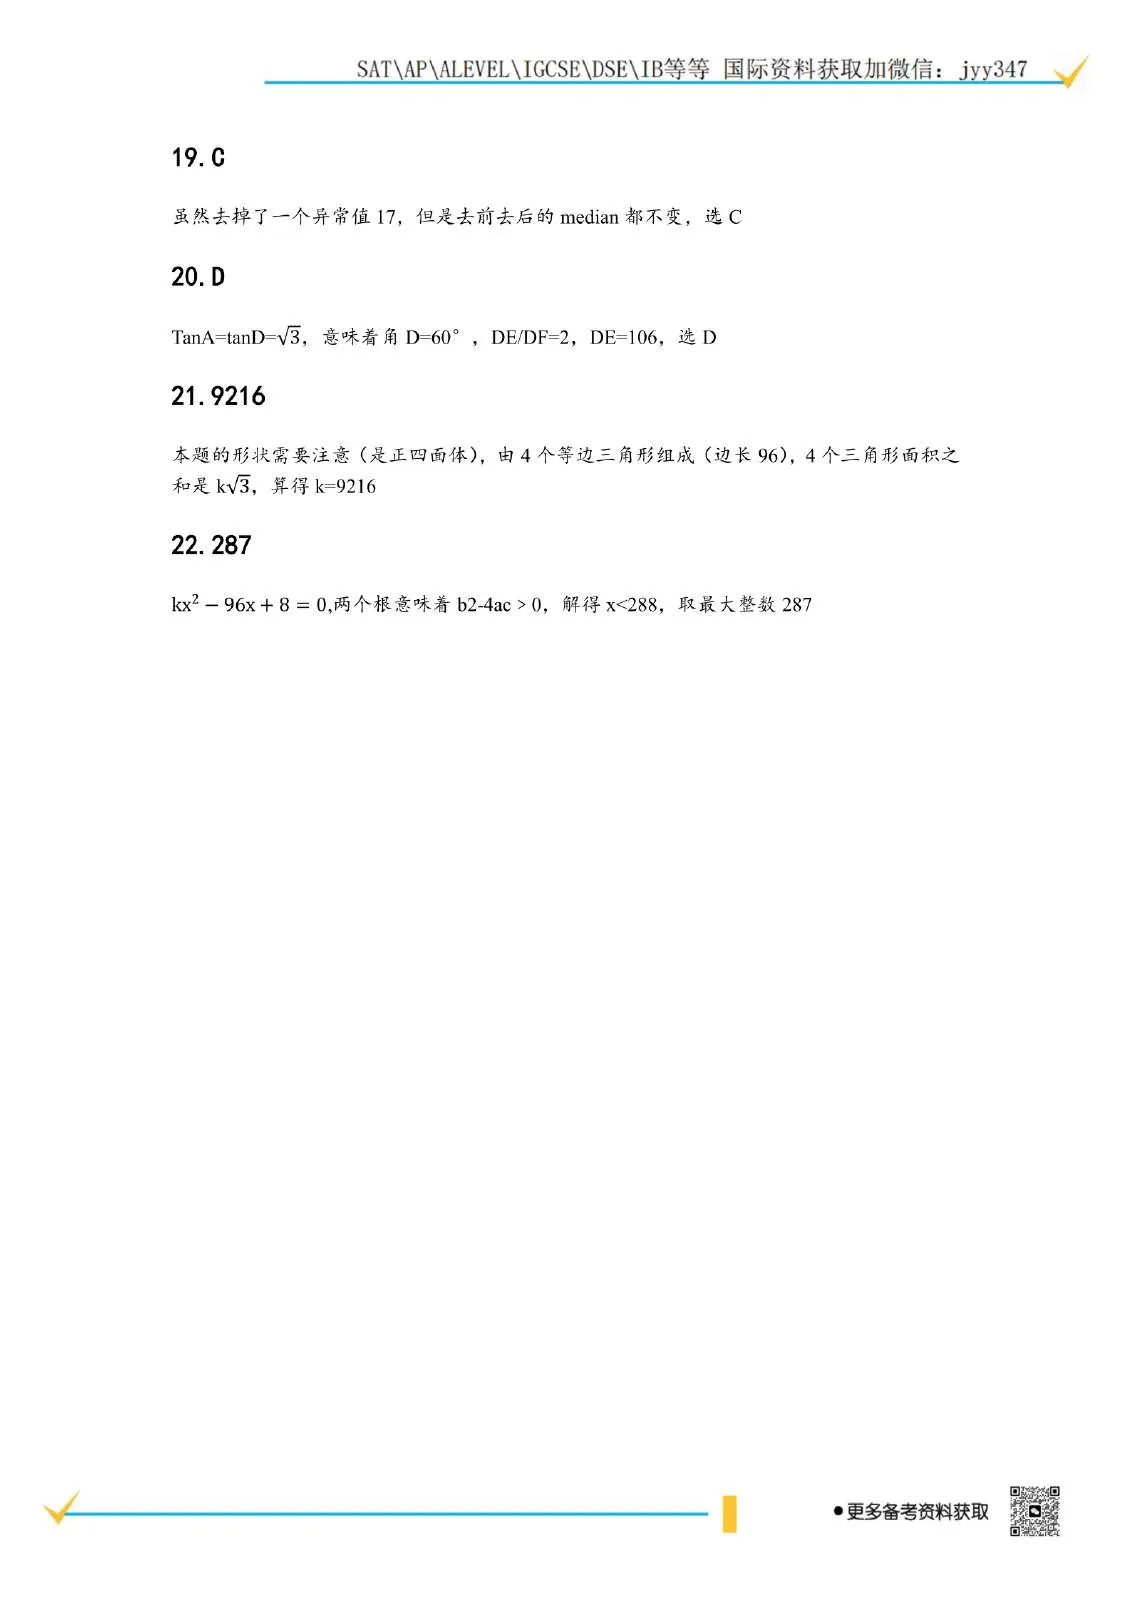 SAT\AP\ALEVEL\IGCSE\DSE\IB等等 国际资料获取加微信：jyy347
19.C
虽然去掉了一个异常值 17，但是去前去后的 median 都不变，选 C
20.D
TanA=tanD=√3，意味着角 D=60°，DE/DF=2，DE=106，选 D
21.9216
本题的形状需要注意（是正四面体），由 4 个等边三角形组成（边长 96），4 个三角形面积之
和是 k√3，算得 k=9216
22.287
kx² − 96x + 8 = 0,两个根意味着 b2-4ac﹥0，解得 x<288，取最大整数 287
●更多备考资料获取